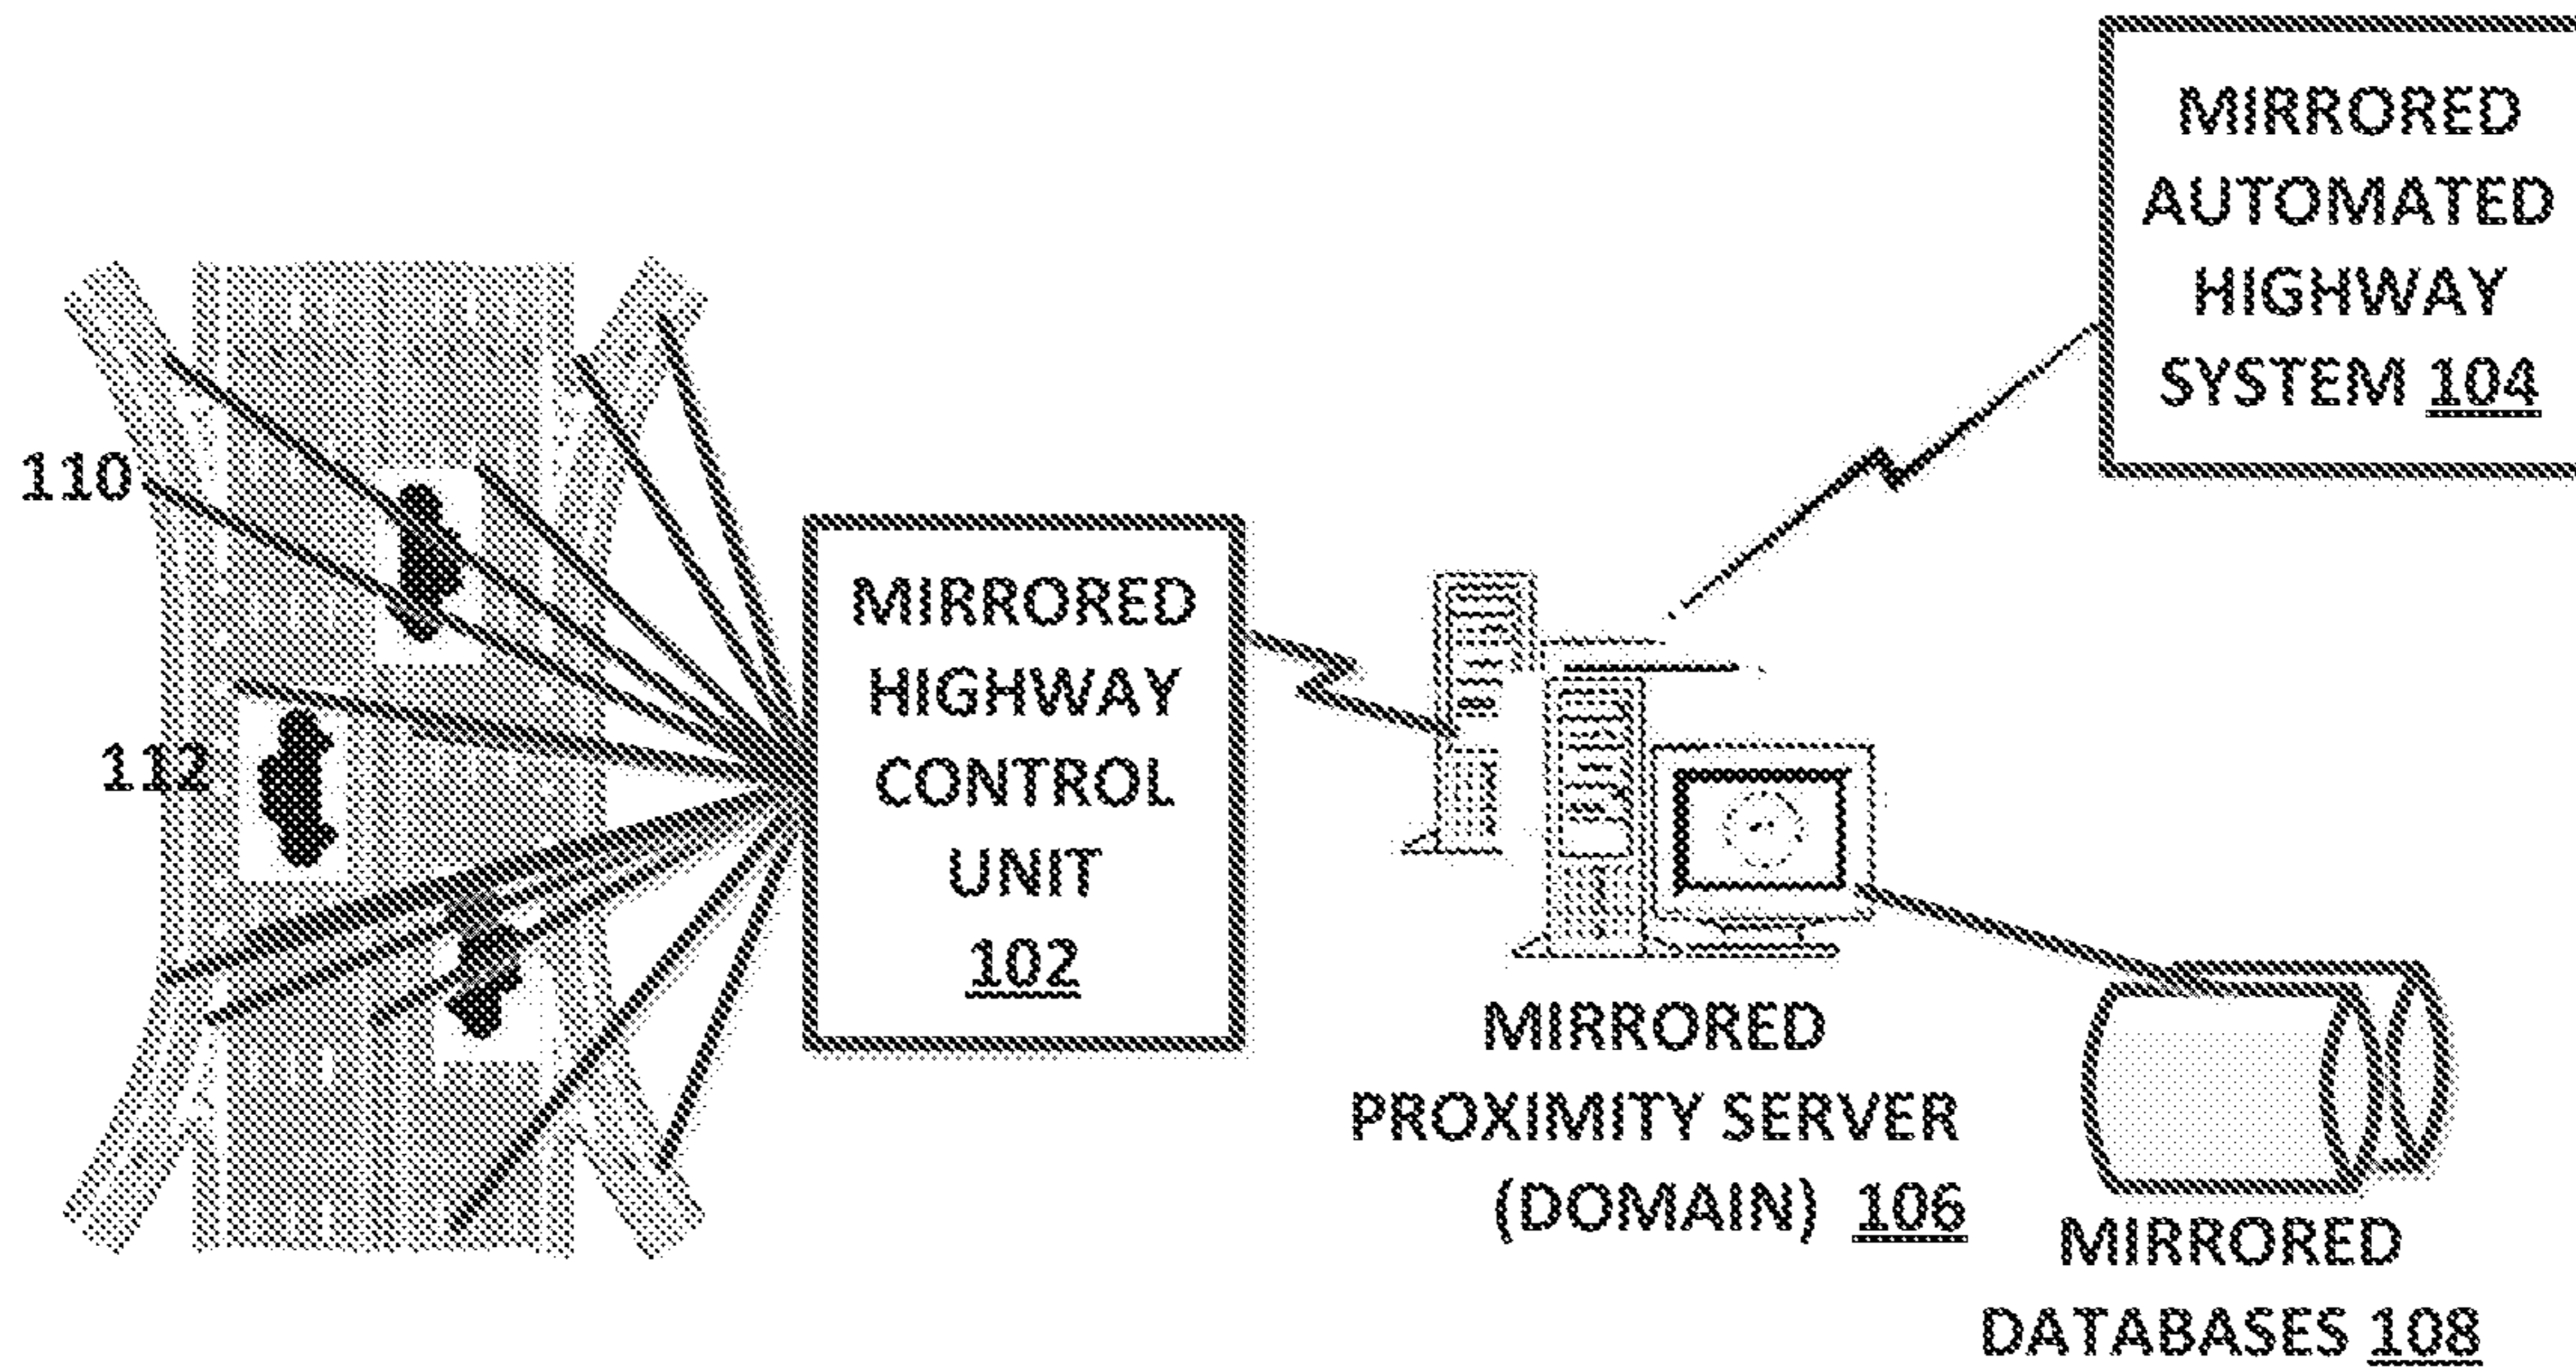 MIRRORED
AUTOMATED
HIGHWAY
SYSTEM 104
110
112
MIRRORED
HIGHWAY
CONTROL
UNIT
102
MIRRORED
PROXIMITY SERVER
(DOMAIN) 106
MIRRORED
DATABASES 108